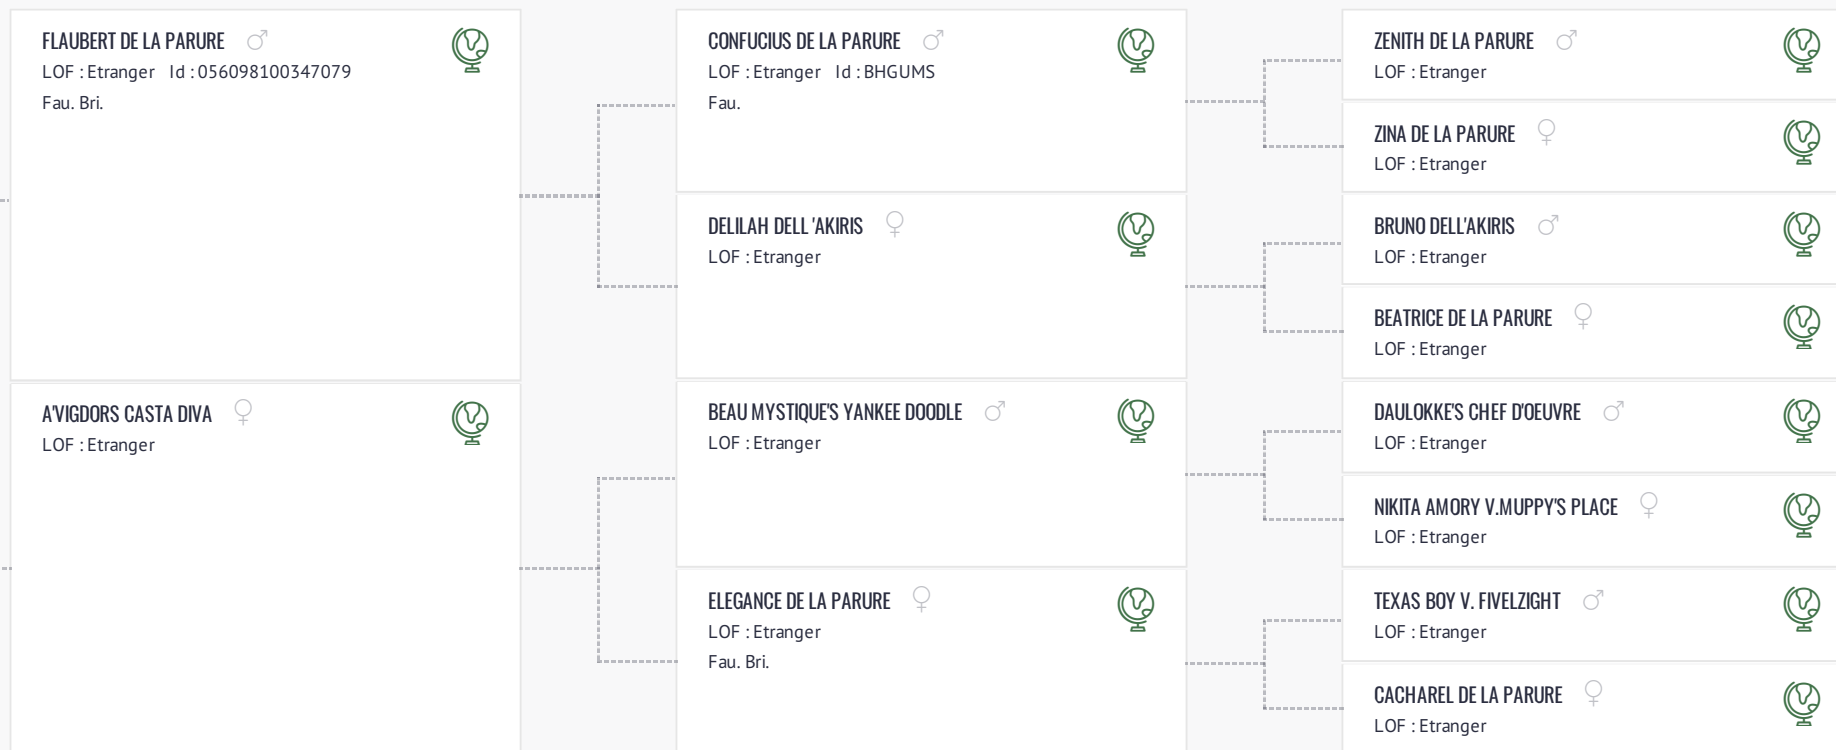 FLAUBERT DE LA PARURE
LOF : Etranger Id : 056098100347079
Fau. Bri.
A'VIGDORS CASTA DIVA
LOF : Etranger
CONFUCIUS DE LA PARURE
LOF : Etranger Id : BHGUMS
Fau.
DELILAH DELL 'AKIRIS
LOF : Etranger
BEAU MYSTIQUE'S YANKEE DOODLE
LOF : Etranger
ELEGANCE DE LA PARURE
LOF : Etranger
Fau. Bri.
ZENITH DE LA PARURE
LOF : Etranger
ZINA DE LA PARURE
LOF : Etranger
BRUNO DELL'AKIRIS
LOF : Etranger
BEATRICE DE LA PARURE
LOF : Etranger
DAULOKKE'S CHEF D'OEUVRE
LOF : Etranger
NIKITA AMORY V.MUPPY'S PLACE
LOF : Etranger
TEXAS BOY V. FIVELZIGHT
LOF : Etranger
CACHAREL DE LA PARURE
LOF : Etranger